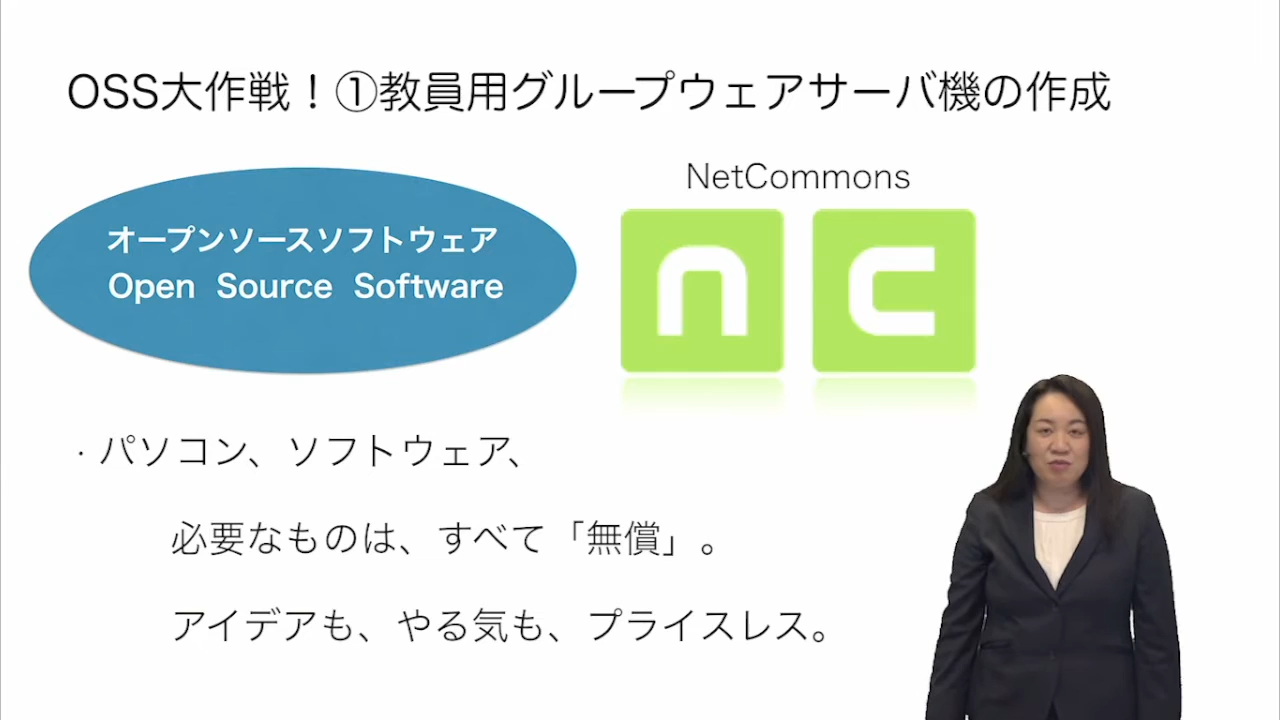 OSS大作戦！①教員用グループウェアサーバ機の作成
オープンソースソフトウェア
Open Source Software
NetCommons
n c
・パソコン、ソフトウェア、
必要なものは、すべて「無償」。
アイデアも、やる気も、プライスレス。